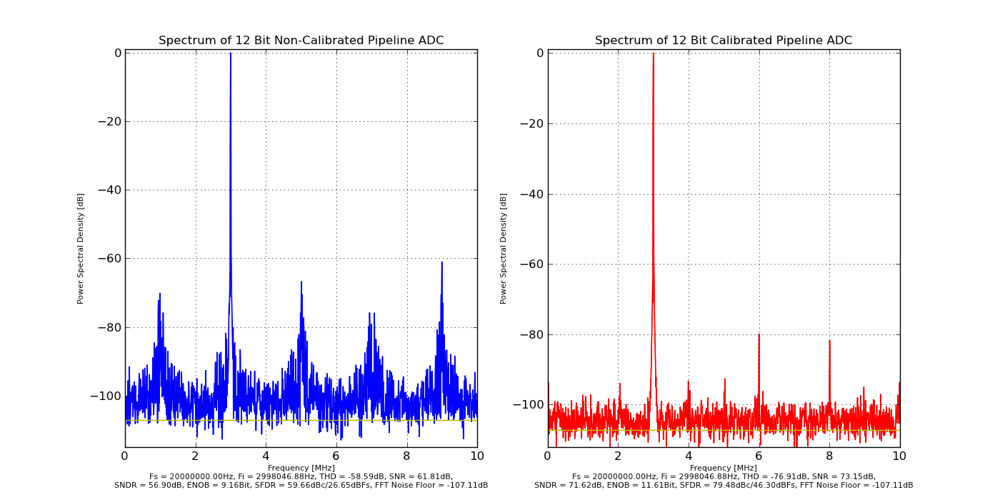 Spectrum of 12 Bit Non-Calibrated Pipeline ADC
Power Spectral Density [dB]
0
−20
−40
−60
−80
−100
0 2 4 6 8 10
Frequency [MHz]
Fs = 20000000.00Hz, Fi = 2998046.88Hz, THD = -58.59dB, SNR = 61.81dB,
SNDR = 56.90dB, ENOB = 9.16Bit, SFDR = 59.66dBc/26.65dBFs, FFT Noise Floor = -107.11dB
Spectrum of 12 Bit Calibrated Pipeline ADC
Power Spectral Density [dB]
0
−20
−40
−60
−80
−100
0 2 4 6 8 10
Frequency [MHz]
Fs = 20000000.00Hz, Fi = 2998046.88Hz, THD = -76.91dB, SNR = 73.15dB,
SNDR = 71.62dB, ENOB = 11.61Bit, SFDR = 79.48dBc/46.30dBFs, FFT Noise Floor = -107.11dB